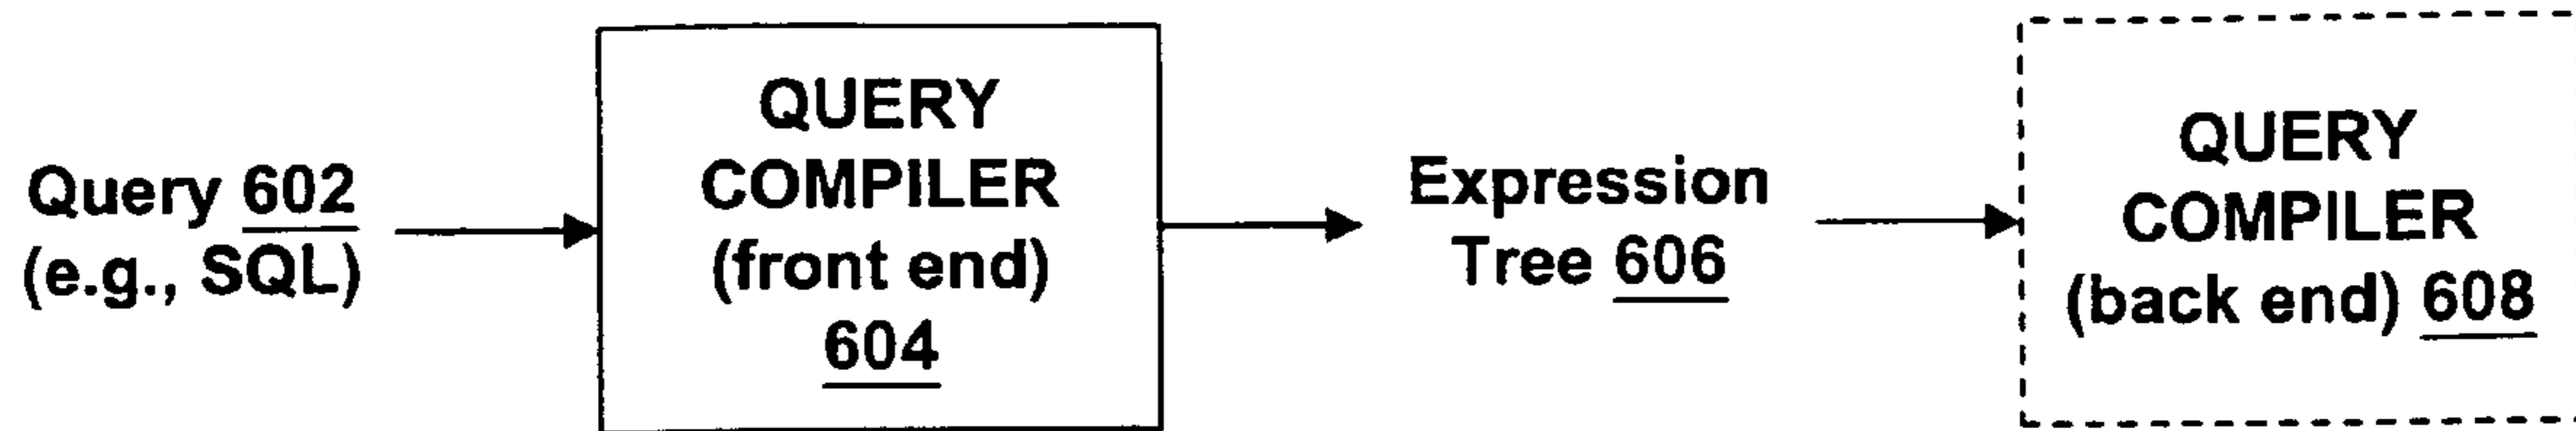 Query 602
(e.g., SQL)
QUERY
COMPILER
(front end)
604
Expression
Tree 606
QUERY
COMPILER
(back end) 608